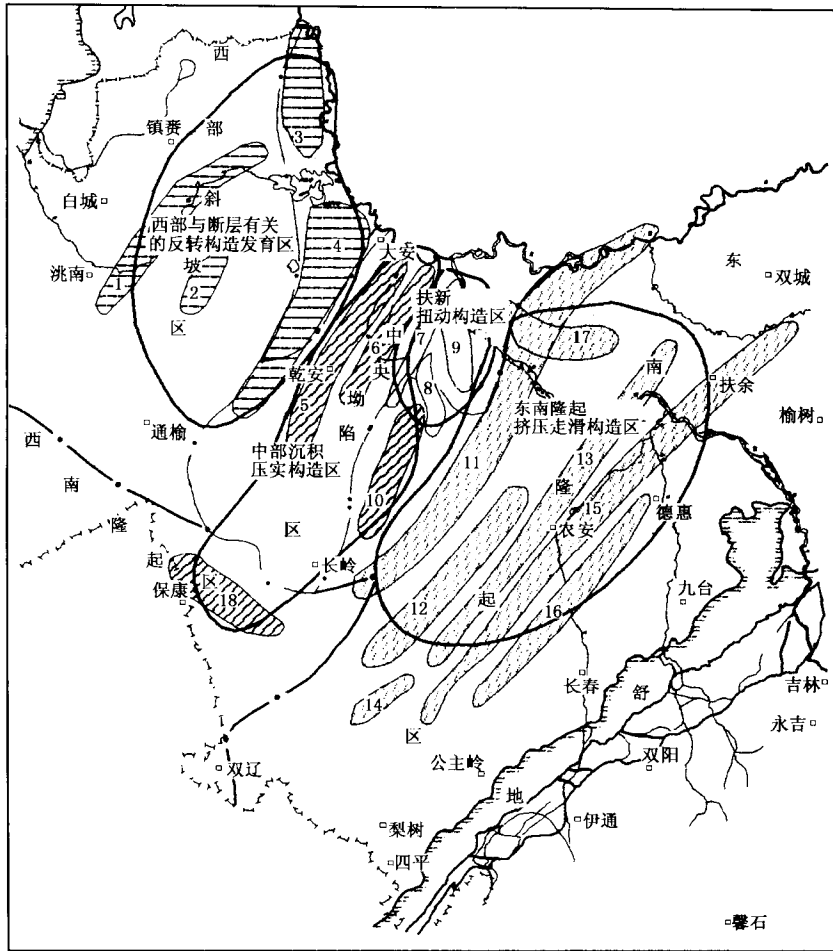 西
部
斜
坡
区
镇赉
3
白城
西部与断层有关
的反转构造发育区
4
大安
洮南
1
2
东
双城
扶新
扭动构造区
中
7
9
17
6
央
8
南
乾安
坳
5
扶余
陷
东南隆起
挤压走滑构造区
榆树
通榆
西
南
隆
起
区
中部沉积
压实构造区
11
13
10
隆
15
德惠
农安
区
长岭
保康
18
12
起
16
九台
14
长春
舒
吉林
区
永吉
公主岭
双阳
双辽
地
伊通
梨树
四平
磐石